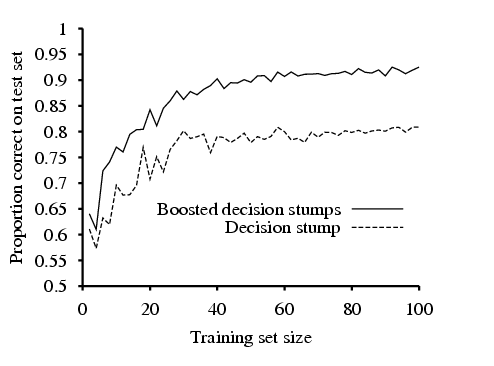 1
0.95
0.9
0.85
0.8
0.75
0.7
0.65
0.6
0.55
0.5
Proportion correct on test set
Boosted decision stumps
Decision stump
0 20 40 60 80 100
Training set size